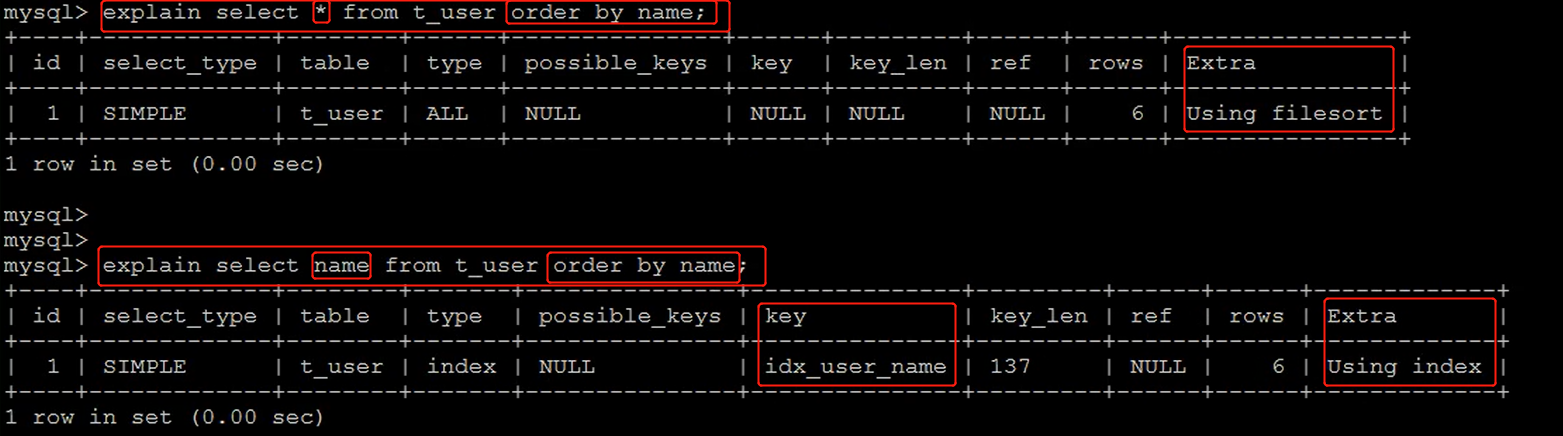 mysql> explain select * from t_user order by name;
+----+-------------+--------+------+---------------+------+---------+------+------+----------------+
| id | select_type | table | type | possible_keys | key | key_len | ref | rows | Extra |
+----+-------------+--------+------+---------------+------+---------+------+------+----------------+
| 1 | SIMPLE | t_user | ALL | NULL | NULL | NULL | NULL | 6 | Using filesort |
+----+-------------+--------+------+---------------+------+---------+------+------+----------------+
1 row in set (0.00 sec)
mysql>
mysql>
mysql> explain select name from t_user order by name;
+----+-------------+--------+-------+---------------+---------------+---------+------+------+-------------+
| id | select_type | table | type | possible_keys | key | key_len | ref | rows | Extra |
+----+-------------+--------+-------+---------------+---------------+---------+------+------+-------------+
| 1 | SIMPLE | t_user | index | NULL | idx_user_name | 137 | NULL | 6 | Using index |
+----+-------------+--------+-------+---------------+---------------+---------+------+------+-------------+
1 row in set (0.00 sec)